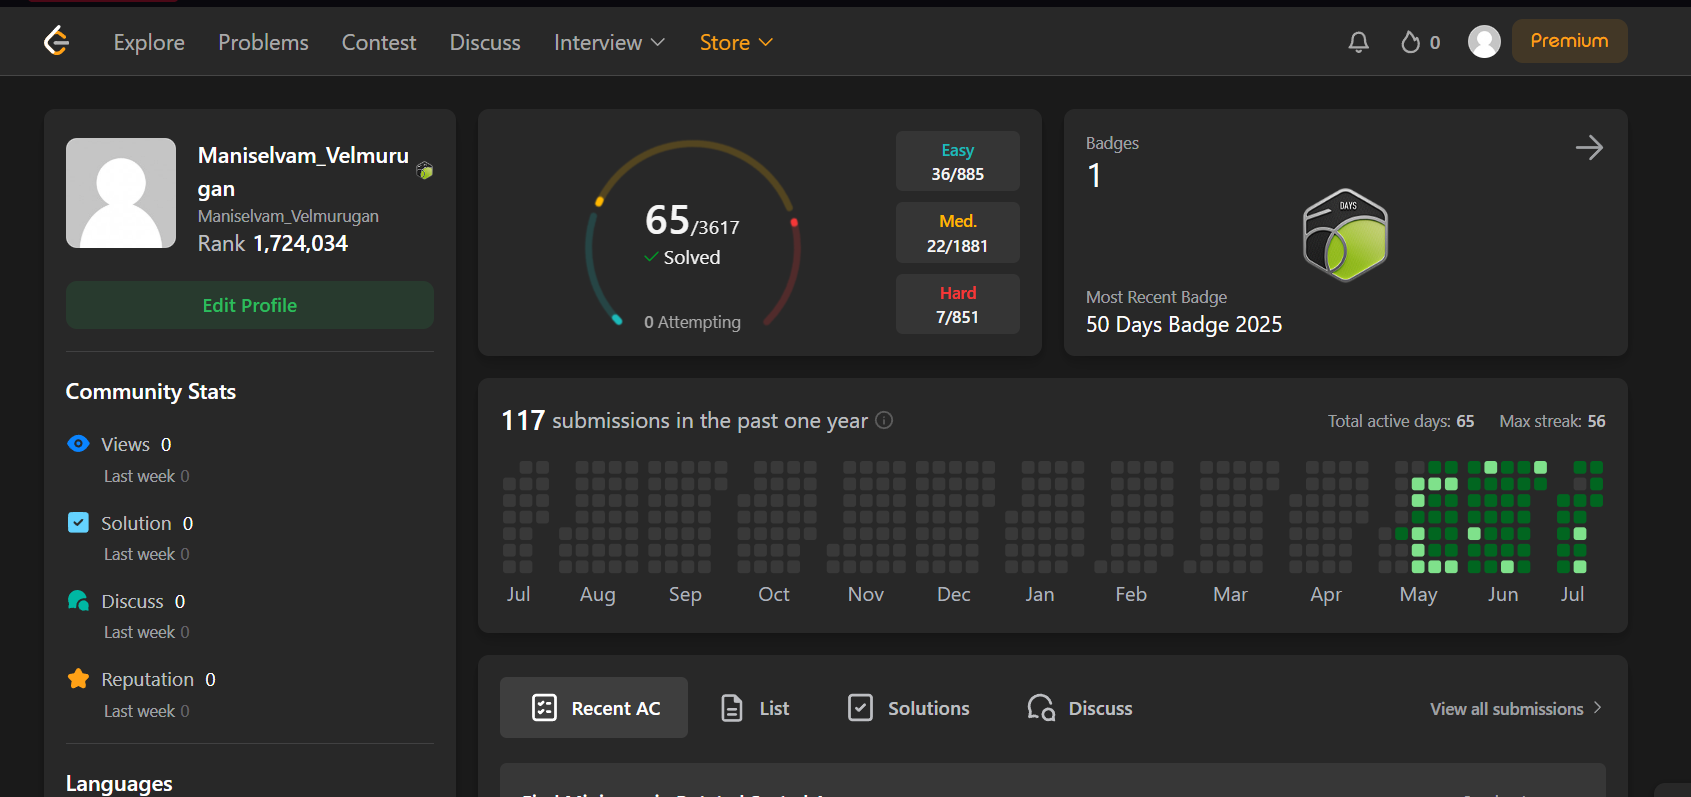 Explore Problems Contest Discuss Interview Store 0 Premium
Maniselvam_Velmuru
gan
Maniselvam_Velmurugan
Rank 1,724,034
Edit Profile
Community Stats
Views 0
Last week 0
Solution 0
Last week 0
Discuss 0
Last week 0
Reputation 0
Last week 0
Languages
65/3617
Solved
0 Attempting
Easy
36/885
Med.
22/1881
Hard
7/851
Badges
1
DAYS
Most Recent Badge
50 Days Badge 2025
117 submissions in the past one year
Total active days: 65 Max streak: 56
Jul Aug Sep Oct Nov Dec Jan Feb Mar Apr May Jun Jul
Recent AC List Solutions Discuss View all submissions